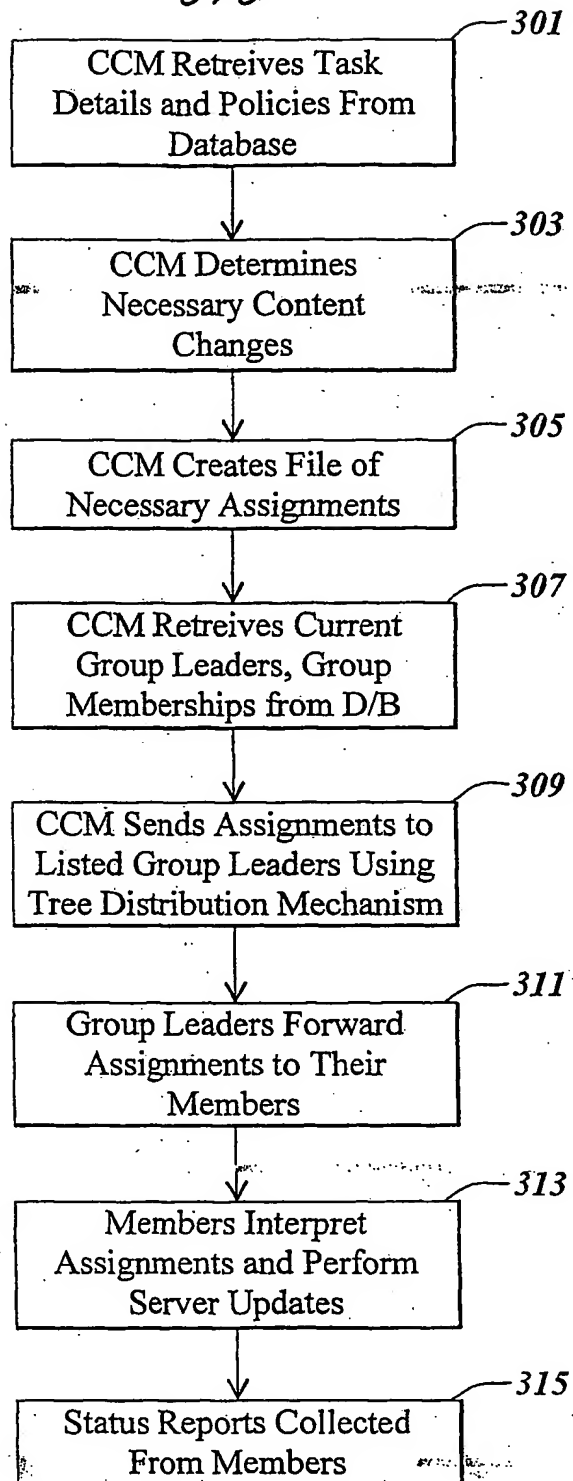 301
CCM Retreives Task
Details and Policies From
Database
303
CCM Determines
Necessary Content
Changes
305
CCM Creates File of
Necessary Assignments
307
CCM Retreives Current
Group Leaders, Group
Memberships from D/B
309
CCM Sends Assignments to
Listed Group Leaders Using
Tree Distribution Mechanism
311
Group Leaders Forward
Assignments to Their
Members
313
Members Interpret
Assignments and Perform
Server Updates
315
Status Reports Collected
From Members